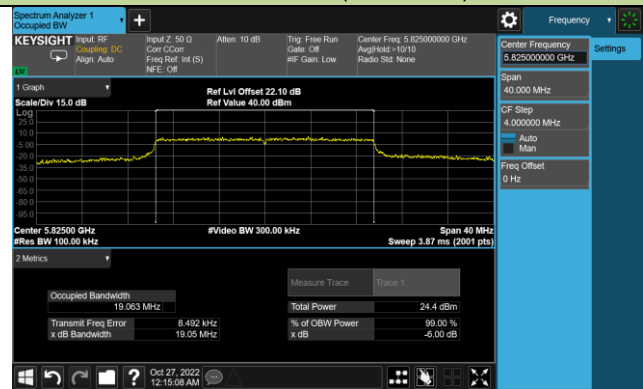 Spectrum Analyzer 1
Occupied BW
Frequency
KEYSIGHT
Input: RF
Coupling: DC
Align: Auto
Input Z: 50 Ω
Corr CCorr
Freq Ref: Int (S)
NFE: Off
Atten: 10 dB
Trig: Free Run
Gate: Off
#IF Gain: Low
Center Freq: 5.825000000 GHz
Avg|Hold:>10/10
Radio Std: None
LW
Center Frequency
5.825000000 GHz
Settings
Span
40.000 MHz
CF Step
4.000000 MHz
Auto
Man
Freq Offset
0 Hz
1 Graph
Scale/Div 15.0 dB
Ref Lvl Offset 22.10 dB
Ref Value 40.00 dBm
Log
25.0
10.0
-5.00
-20.0
-35.0
-50.0
-65.0
-80.0
-95.0
Center 5.82500 GHz
#Res BW 100.00 kHz
#Video BW 300.00 kHz
Span 40 MHz
Sweep 3.87 ms (2001 pts)
2 Metrics
Measure Trace
Trace 1
Occupied Bandwidth
19.063 MHz
Total Power
24.4 dBm
Transmit Freq Error
8.492 kHz
% of OBW Power
99.00 %
x dB Bandwidth
19.05 MHz
x dB
-6.00 dB
Oct 27, 2022
12:15:08 AM